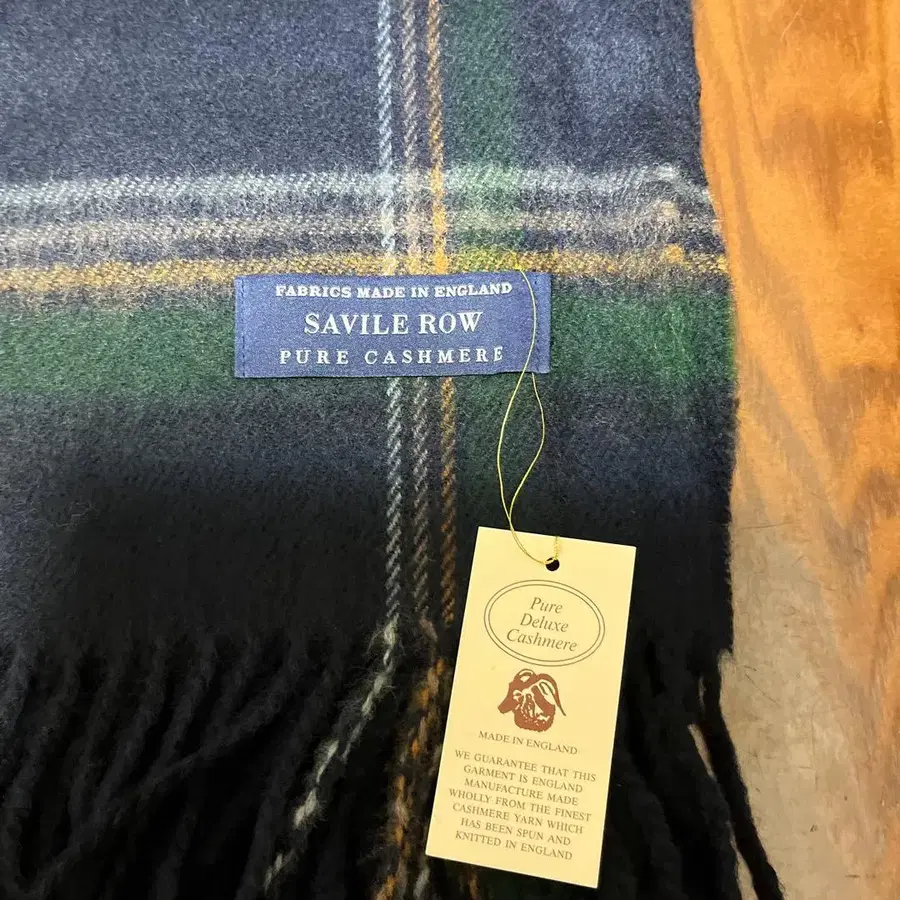 FABRICS MADE IN ENGLAND
SAVILE ROW
PURE CASHMERE
Pure
Deluxe
Cashmere
MADE IN ENGLAND
WE GUARANTEE THAT THIS
GARMENT IS ENGLAND
MANUFACTURE MADE
WHOLLY FROM THE FINEST
CASHMERE YARN WHICH
HAS BEEN SPUN AND
KNITTED IN ENGLAND